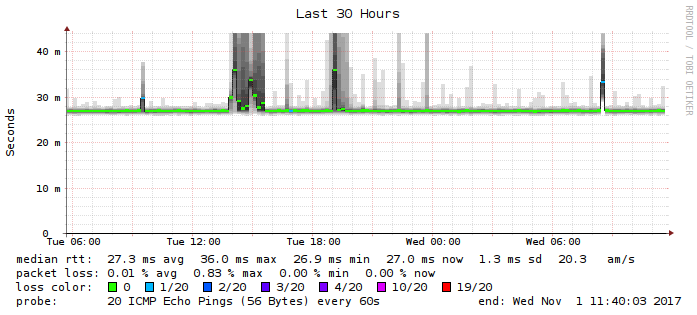 Last 30 Hours
RRDTOOL / TOBI OETIKER
Seconds
40 m
30 m
20 m
10 m
0
Tue 06:00 Tue 12:00 Tue 18:00 Wed 00:00 Wed 06:00
median rtt: 27.3 ms avg 36.0 ms max 26.9 ms min 27.0 ms now 1.3 ms sd 20.3 am/s
packet loss: 0.01 % avg 0.83 % max 0.00 % min 0.00 % now
loss color: 0 1/20 2/20 3/20 4/20 10/20 19/20
probe: 20 ICMP Echo Pings (56 Bytes) every 60s end: Wed Nov 1 11:40:03 2017